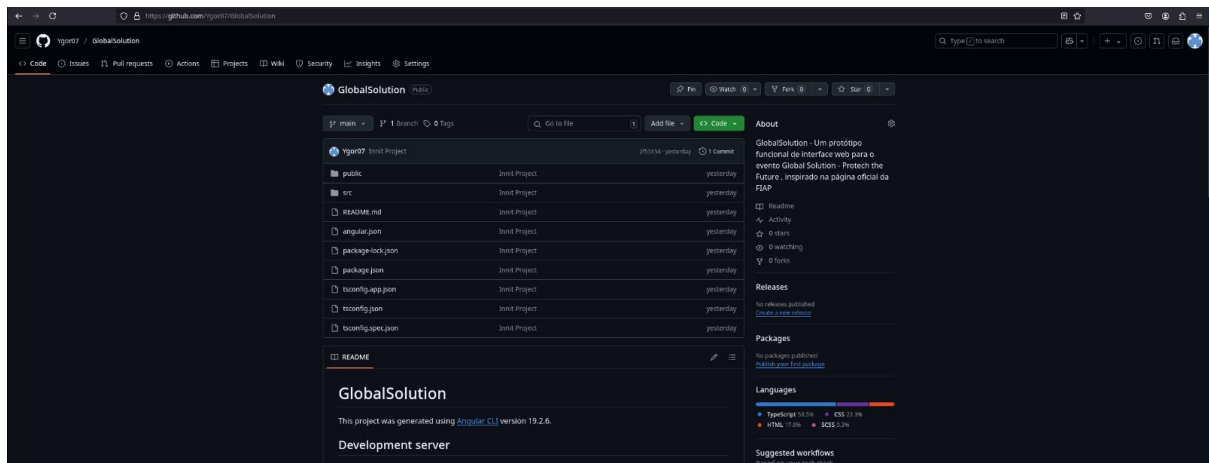 https://github.com/Ygor07/GlobalSolution
Ygor07 / GlobalSolution
Type / to search
Code Issues Pull requests Actions Projects Wiki Security Insights Settings
GlobalSolution Public
Pin Watch 0 Fork 0 Star 0
main 1 Branch 0 Tags
Go to file t Add file Code
Ygor07 Innit Project
yesterday 1 Commit
public Innit Project yesterday
src Innit Project yesterday
README.md Innit Project yesterday
angular.json Innit Project yesterday
package-lock.json Innit Project yesterday
package.json Innit Project yesterday
tsconfig.app.json Innit Project yesterday
tsconfig.json Innit Project yesterday
tsconfig.spec.json Innit Project yesterday
README
GlobalSolution
This project was generated using Angular CLI version 19.2.6.
Development server
About
GlobalSolution - Um protótipo
funcional de interface web para o
evento Global Solution - Protech the
Future , inspirado na página oficial da
FIAP
Readme
Activity
0 stars
0 watching
0 forks
Releases
No releases published
Create a new release
Packages
No packages published
Publish your first package
Languages
TypeScript 58.5% CSS 23.3%
HTML 17.9% SCSS 0.3%
Suggested workflows
Based on your tech stack